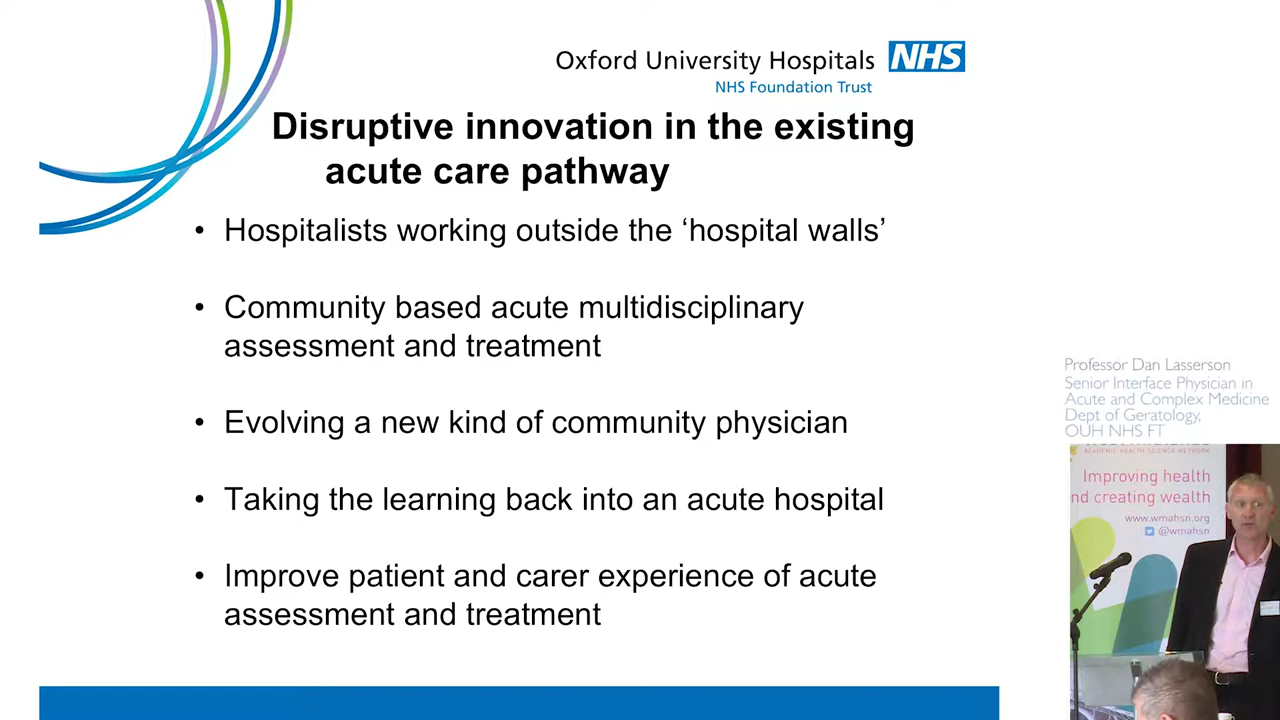 Oxford University Hospitals NHS
NHS Foundation Trust
Disruptive innovation in the existing
acute care pathway
• Hospitalists working outside the ‘hospital walls’
• Community based acute multidisciplinary
assessment and treatment
• Evolving a new kind of community physician
• Taking the learning back into an acute hospital
• Improve patient and carer experience of acute
assessment and treatment
Professor Dan Lasserson
Senior Interface Physician in
Acute and Complex Medicine
Dept of Geratology,
OUH NHS FT
ACADEMIC HEALTH SCIENCE NETWORK
Improving health
nd creating wealth
www.wmahsn.org
@wmahsn